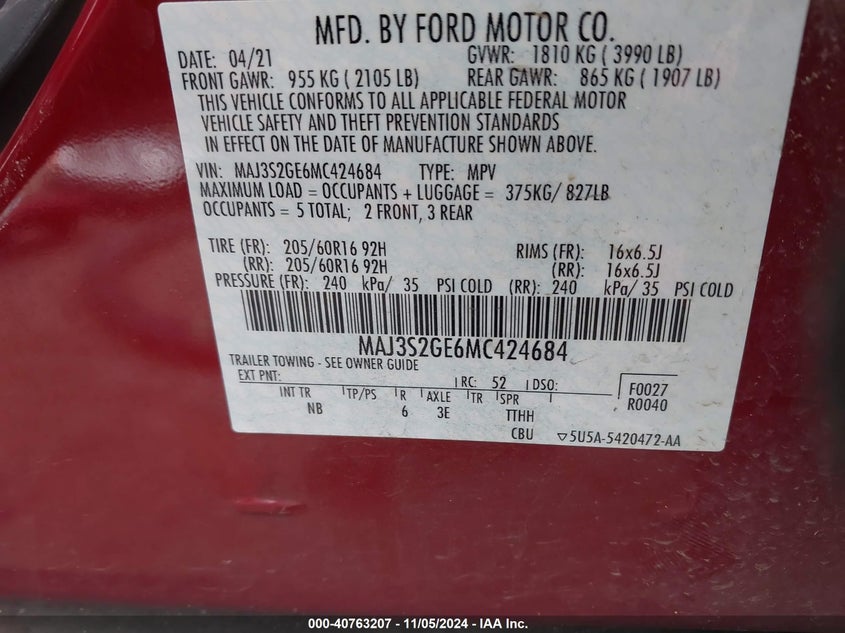 MFD. BY FORD MOTOR CO.
DATE: 04/21 GVWR: 1810 KG ( 3990 LB)
FRONT GAWR: 955 KG ( 2105 LB) REAR GAWR: 865 KG ( 1907 LB)
THIS VEHICLE CONFORMS TO ALL APPLICABLE FEDERAL MOTOR
VEHICLE SAFETY AND THEFT PREVENTION STANDARDS
IN EFFECT ON THE DATE OF MANUFACTURE SHOWN ABOVE.
VIN: MAJ3S2GE6MC424684 TYPE: MPV
MAXIMUM LOAD = OCCUPANTS + LUGGAGE = 375KG/ 827LB
OCCUPANTS = 5 TOTAL; 2 FRONT, 3 REAR
TIRE (FR): 205/60R16 92H RIMS (FR): 16x6.5J
(RR): 205/60R16 92H (RR): 16x6.5J
PRESSURE (FR): 240 kPa/ 35 PSI COLD (RR): 240 kPa/ 35 PSI COLD
MAJ3S2GE6MC424684
TRAILER TOWING - SEE OWNER GUIDE
EXT PNT: RC: 52 DSO: F0027
INT TR TP/PS R AXLE TR SPR R0040
NB 6 3E TTHH
CBU ▽5U5A-5420472-AA
000-40763207 - 11/05/2024 - IAA Inc.